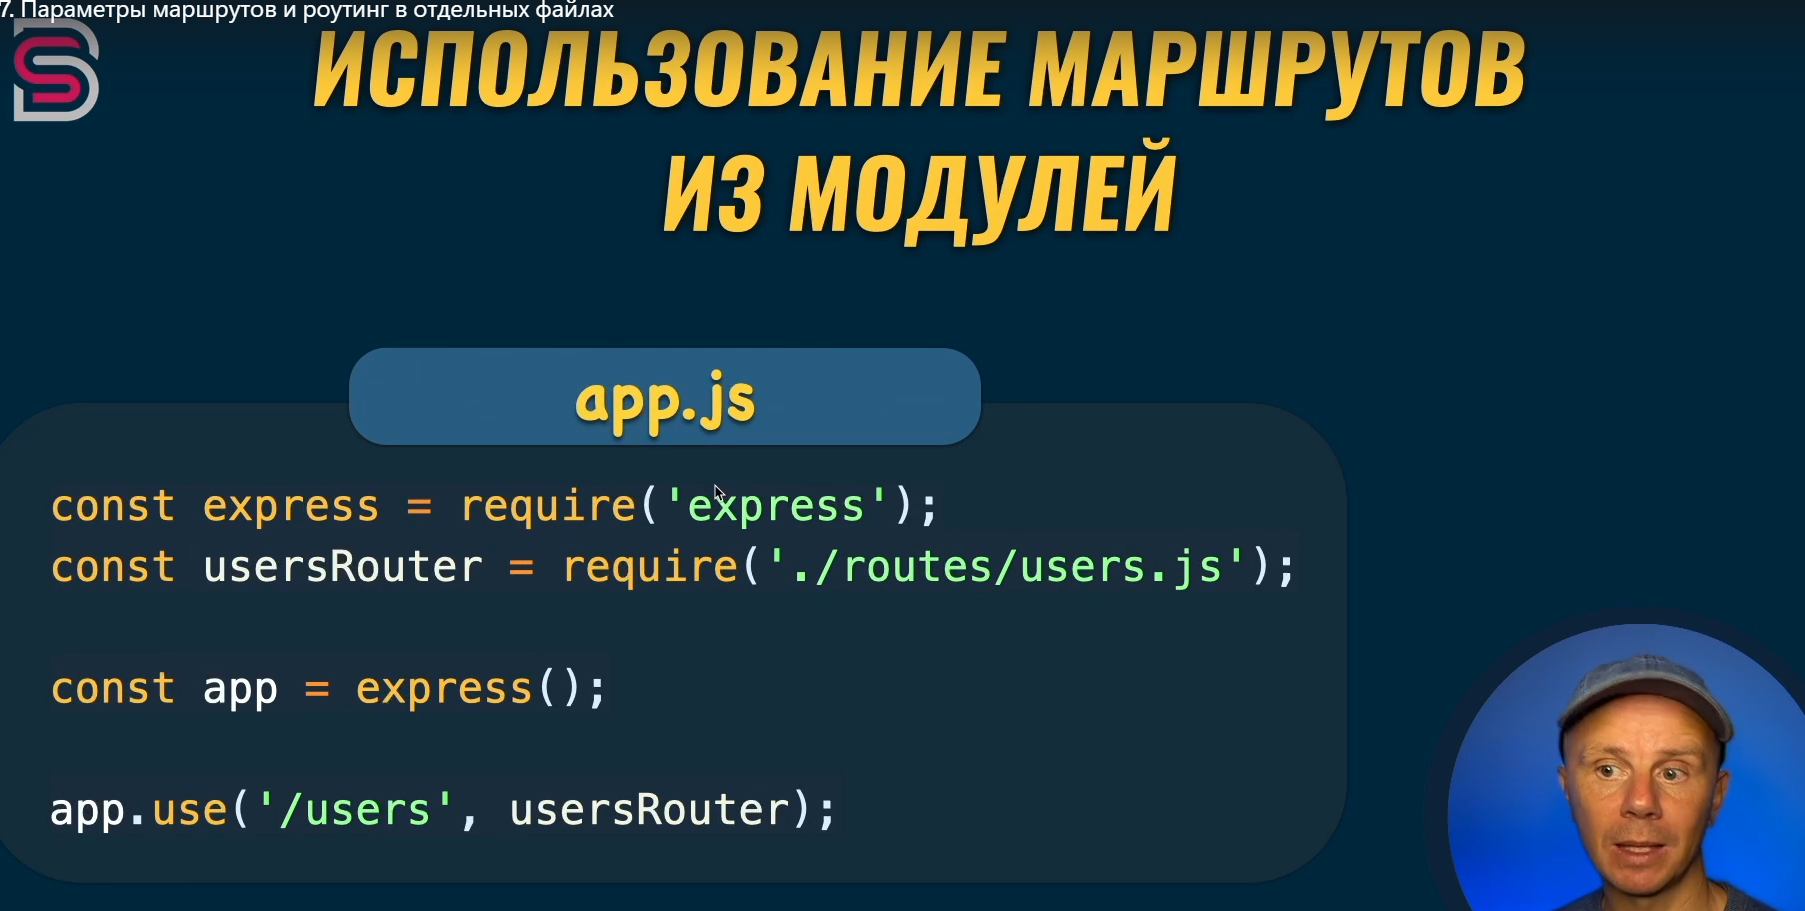 7. Параметры маршрутов и роутинг в отдельных файлах
ИСПОЛЬЗОВАНИЕ МАРШРУТОВ
ИЗ МОДУЛЕЙ
app.js
const express = require('express');
const usersRouter = require('./routes/users.js');
const app = express();
app.use('/users', usersRouter);